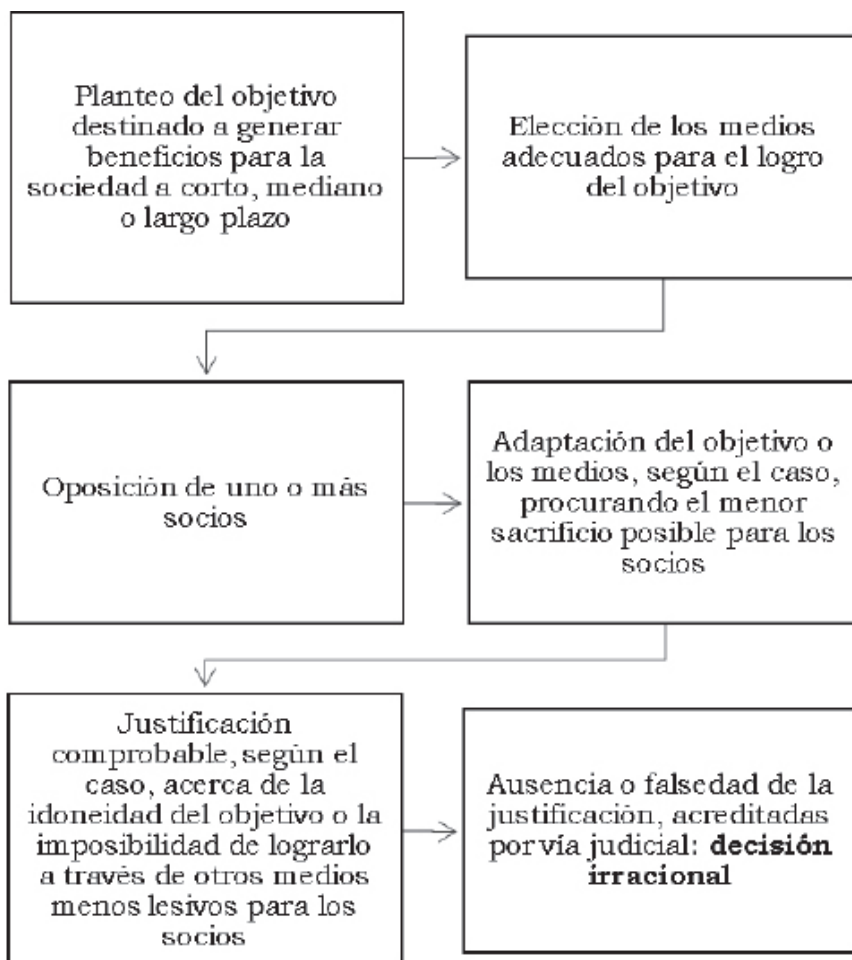 Planteo del objetivo
destinado a generar
beneficios para la
sociedad a corto, mediano
o largo plazo
Elección de los medios
adecuados para el logro
del objetivo
Oposición de uno o más
socios
Adaptación del objetivo o
los medios, según el caso,
procurando el menor
sacrificio posible para los
socios
Justificación
comprobable, según el
caso, acerca de la
idoneidad del objetivo o la
imposibilidad de lograrlo
a través de otros medios
menos lesivos para los
socios
Ausencia o falsedad de la
justificación, acreditadas
por vía judicial: decisión
irracional